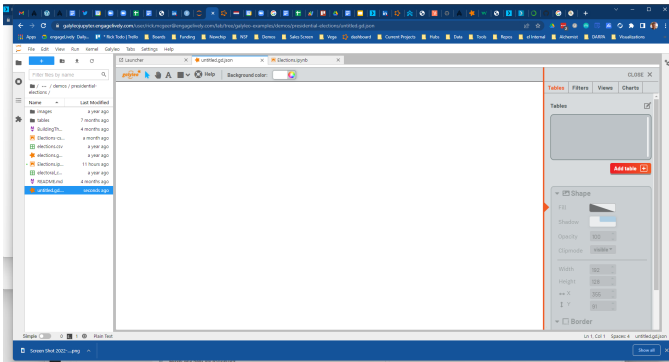 galyleojupyter.engagelively.com/user/rick.mcgeer@engagelively.com/lab/tree/galyleo-examples/demos/presidential-elections/untitled.gd.json
Apps engageLively Daily... Boards Funding Newchip NSF Demos Sales Screen Vega dashboard Current Projects Hubs Data Tools Repos el Internal Alchemist DARPA Visualizations
File Edit View Run Kernel Galyleo Tabs Settings Help
Launcher × untitled.gd.json × Elections.ipynb ×
Help Background color: CLOSE ×
Filter files by name
/ ··· / demos / presidential-
elections /
Tables Filters Views Charts
Name Last Modified
Tables
images a year ago
tables 7 months ago
BuildingTh... 4 months ago
Elections-cs... a month ago
elections.csv a year ago
elections.g... a year ago
Elections.ip... 11 hours ago
electoral_c... a year ago
README.md 4 months ago
untitled.gd.... seconds ago
Add table
Shape
Fill
Shadow
Opacity 100
Clipmode visible
Width
Height
X
Y
Border
Simple 0 1 Plain Text Ln 1, Col 1 Spaces: 4 untitled.gd.json
Screen Shot 2022-....png Show all